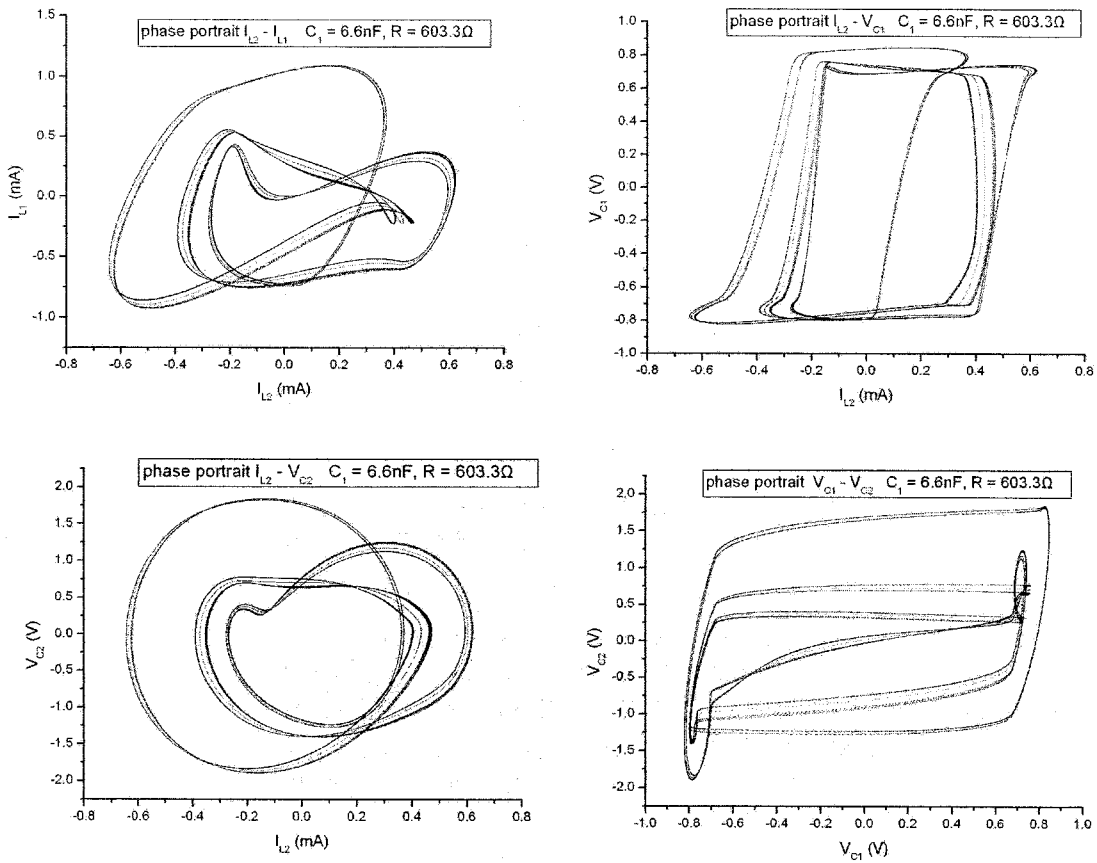 phase portrait I_L2 - I_L1 C_1 = 6.6nF, R = 603.3Ω
1.5
1.0
0.5
0.0
-0.5
-1.0
I_L1 (mA)
-0.8 -0.6 -0.4 -0.2 0.0 0.2 0.4 0.6 0.8
I_L2 (mA)
phase portrait I_L2 - V_C1 C_1 = 6.6nF, R = 603.3Ω
1.0
0.8
0.6
0.4
0.2
0.0
-0.2
-0.4
-0.6
-0.8
-1.0
V_C1 (V)
-0.8 -0.6 -0.4 -0.2 0.0 0.2 0.4 0.6 0.8
I_L2 (mA)
phase portrait I_L2 - V_C2 C_1 = 6.6nF, R = 603.3Ω
2.0
1.5
1.0
0.5
0.0
-0.5
-1.0
-1.5
-2.0
V_C2 (V)
-0.8 -0.6 -0.4 -0.2 0.0 0.2 0.4 0.6 0.8
I_L2 (mA)
phase portrait V_C1 - V_C2 C_1 = 6.6nF, R = 603.3Ω
2.0
1.5
1.0
0.5
0.0
-0.5
-1.0
-1.5
-2.0
V_C2 (V)
-1.0 -0.8 -0.6 -0.4 -0.2 0.0 0.2 0.4 0.6 0.8 1.0
V_C1 (V)